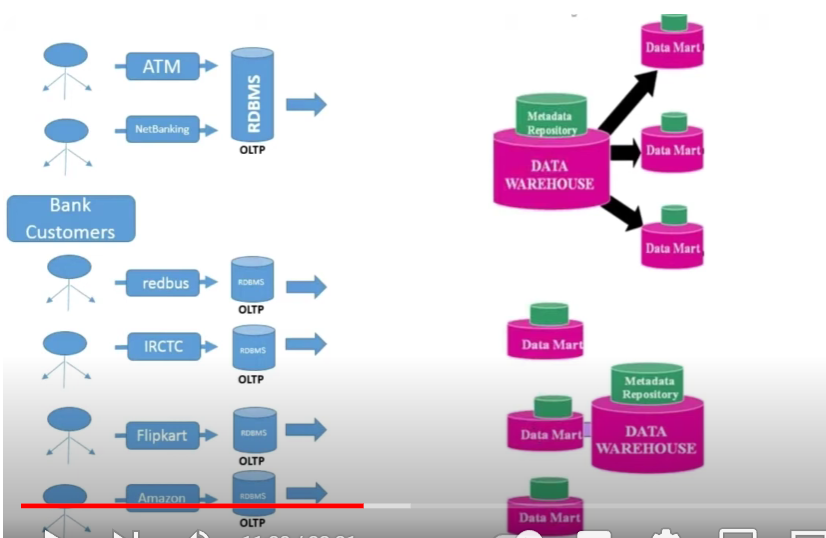 ATM
RDBMS
OLTP
NetBanking
Bank
Customers
redbus
RDBMS
OLTP
IRCTC
RDBMS
OLTP
Flipkart
RDBMS
OLTP
Amazon
RDBMS
OLTP
Data Mart
Metadata
Repository
DATA
WAREHOUSE
Data Mart
Data Mart
Data Mart
Metadata
Repository
Data Mart
DATA
WAREHOUSE
Data Mart